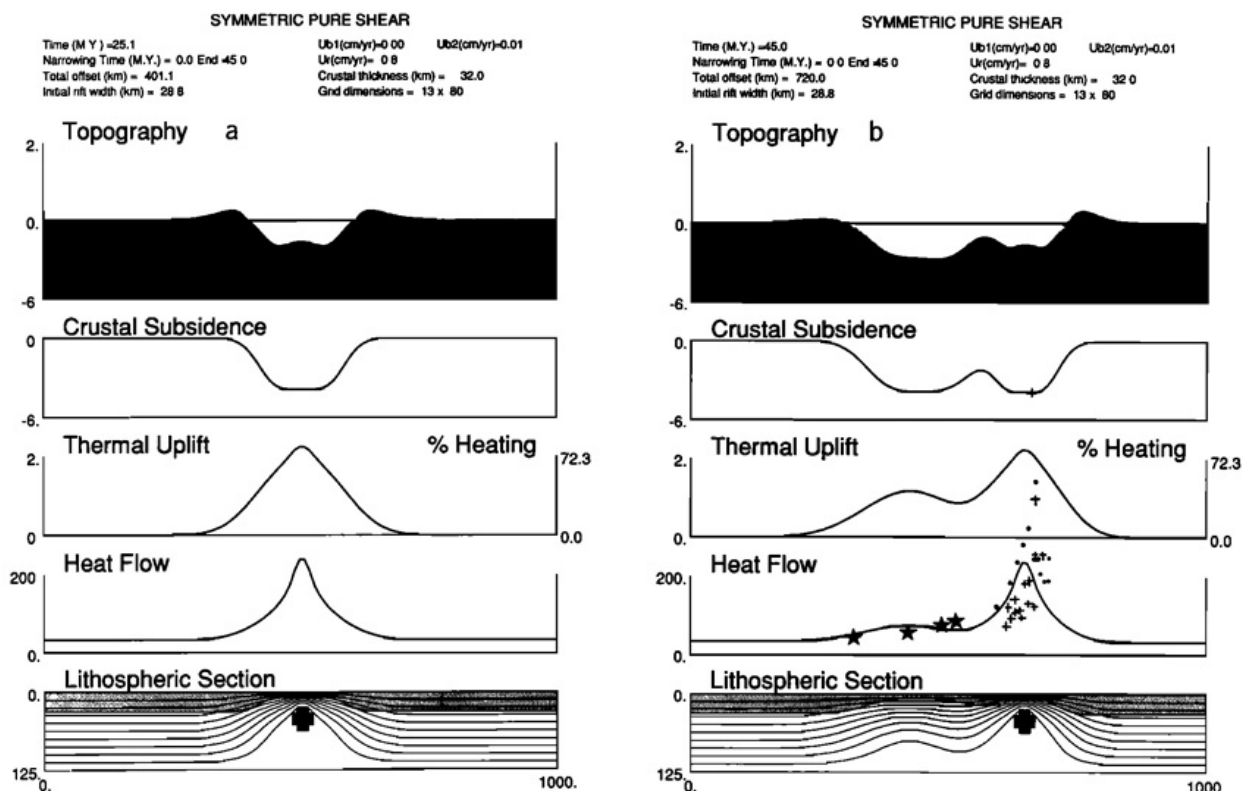 SYMMETRIC PURE SHEAR
Time (M Y )=25.1 Ub1(cm/yr)=0 00 Ub2(cm/yr)=0.01
Narrowing Time (M.Y.) = 0.0 End =45 0 Ur(cm/yr)= 0 8
Total offset (km) = 401.1 Crustal thickness (km) = 32.0
Initial rift width (km) = 28 8 Grid dimensions = 13 x 80
Topography a
2.
0.
-6
Crustal Subsidence
0.
-6.
Thermal Uplift % Heating
2.
72.3
0
0.0
Heat Flow
200.
0.
Lithospheric Section
0.
125.
0. 1000.
SYMMETRIC PURE SHEAR
Time (M.Y.)=45.0 Ub1(cm/yr)=0 00 Ub2(cm/yr)=0.01
Narrowing Time (M.Y.) = 0 0 End =45 0 Ur(cm/yr)= 0 8
Total offset (km) = 720.0 Crustal thickness (km) = 32 0
Initial rift width (km) = 28.8 Grid dimensions = 13 x 80
Topography b
2.
0.
-6.
Crustal Subsidence
0.
-6.
Thermal Uplift % Heating
2.
72.3
0.
0.0
Heat Flow
200.
0.
Lithospheric Section
0.
125.
0. 1000